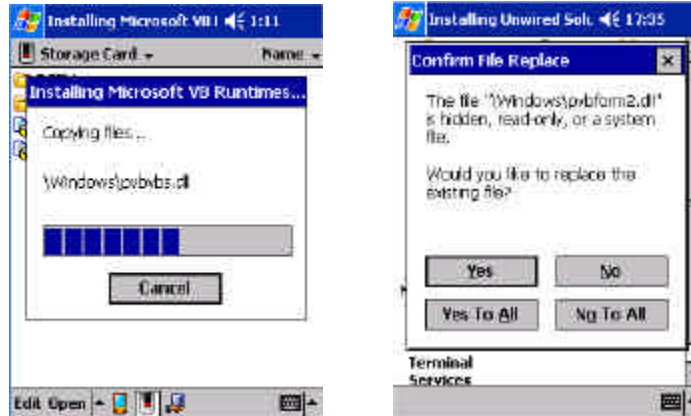 Installing Microsoft VB 1:11
Storage Card Name
Installing Microsoft VB Runtimes...
Copying files ..
\Windows\pvbvbs.dll
Cancel
Edit Open
Installing Unwired Solu 17:35
Confirm File Replace
The file "\Windows\pvbform2.dll"
is hidden, read-only, or a system
file.
Would you like to replace the
existing file?
Yes No
Yes To All No To All
Terminal
Services